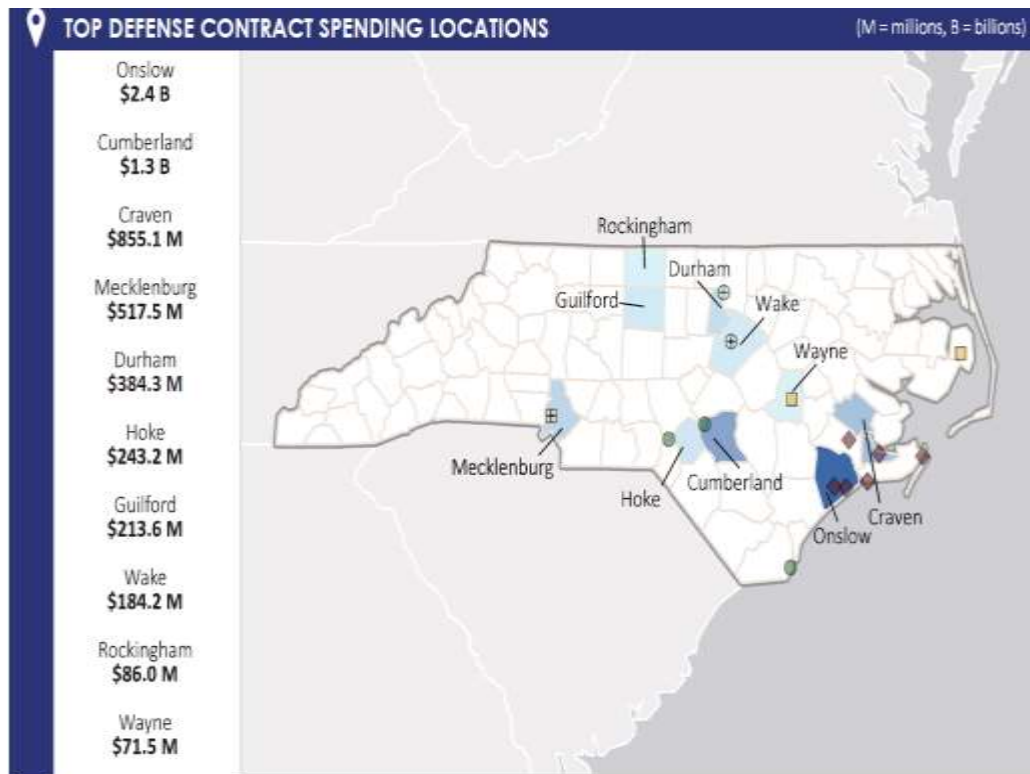 TOP DEFENSE CONTRACT SPENDING LOCATIONS
(M = millions, B = billions)
Onslow
$2.4 B
Cumberland
$1.3 B
Craven
$855.1 M
Mecklenburg
$517.5 M
Durham
$384.3 M
Hoke
$243.2 M
Guilford
$213.6 M
Wake
$184.2 M
Rockingham
$86.0 M
Wayne
$71.5 M
Rockingham
Durham
Guilford
Wake
Wayne
Mecklenburg
Cumberland
Hoke
Craven
Onslow